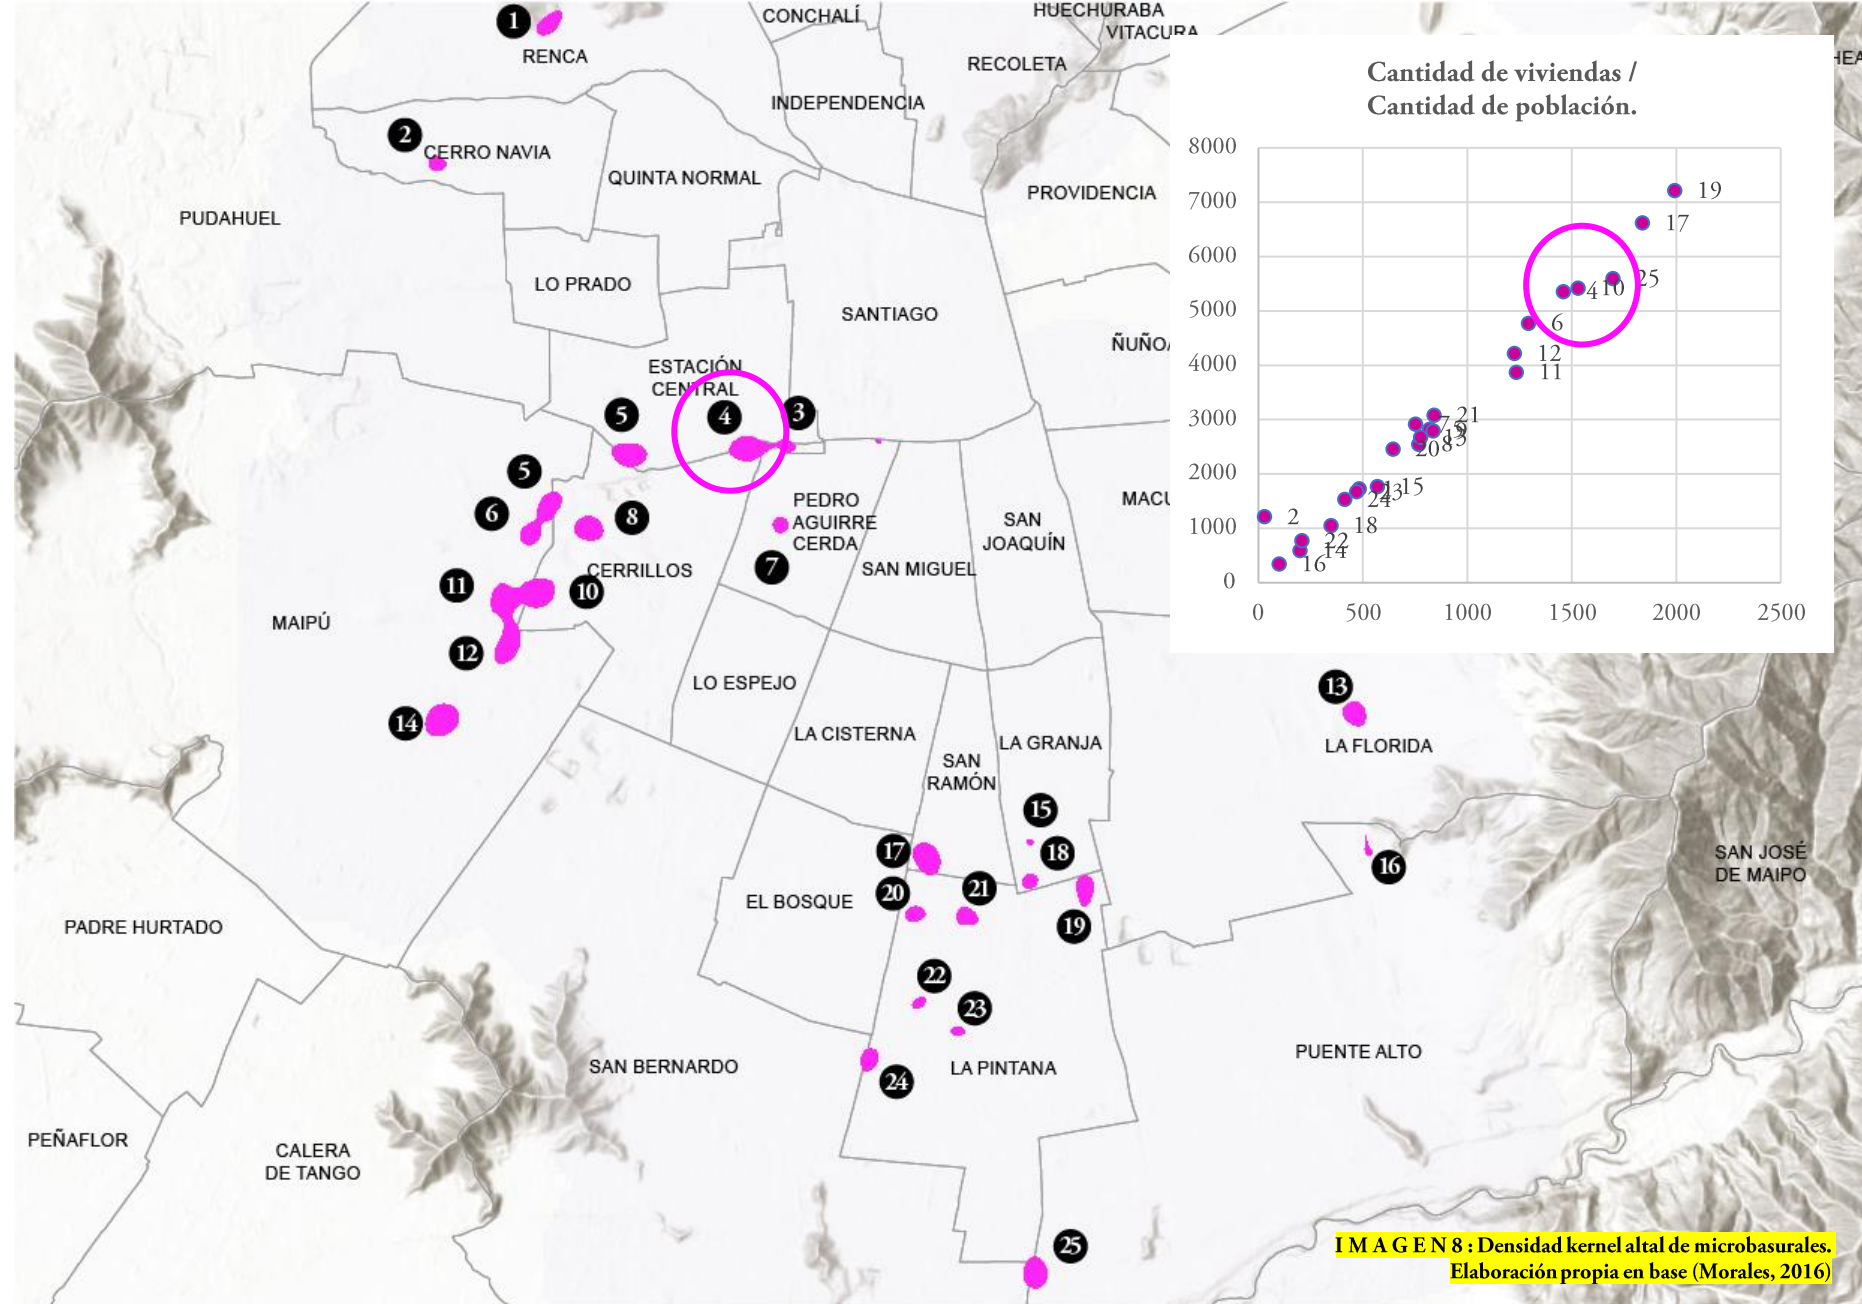 1
RENCA
CONCHALÍ
HUECHURABA
VITACURA
RECOLETA
INDEPENDENCIA
2
CERRO NAVIA
QUINTA NORMAL
PROVIDENCIA
PUDAHUEL
LO PRADO
SANTIAGO
ESTACIÓN
CENTRAL
5
4
3
5
6
8
PEDRO
AGUIRRE
CERDA
7
SAN
JOAQUÍN
SAN MIGUEL
CERRILLOS
11
10
MAIPÚ
12
14
LO ESPEJO
LA CISTERNA
SAN
RAMÓN
LA GRANJA
13
LA FLORIDA
15
17
18
16
SAN JOSÉ
DE MAIPO
20
21
EL BOSQUE
19
PADRE HURTADO
22
23
SAN BERNARDO
LA PINTANA
24
PUENTE ALTO
PEÑAFLOR
CALERA
DE TANGO
25
Cantidad de viviendas /
Cantidad de población.
8000
7000
6000
5000
4000
3000
2000
1000
0
0 500 1000 1500 2000 2500
19
17
25
4 10
6
12
11
21
7
20 8
15
24
2
18
22
14
16
I M A G E N 8 : Densidad kernel altal de microbasurales.
Elaboración propia en base (Morales, 2016)